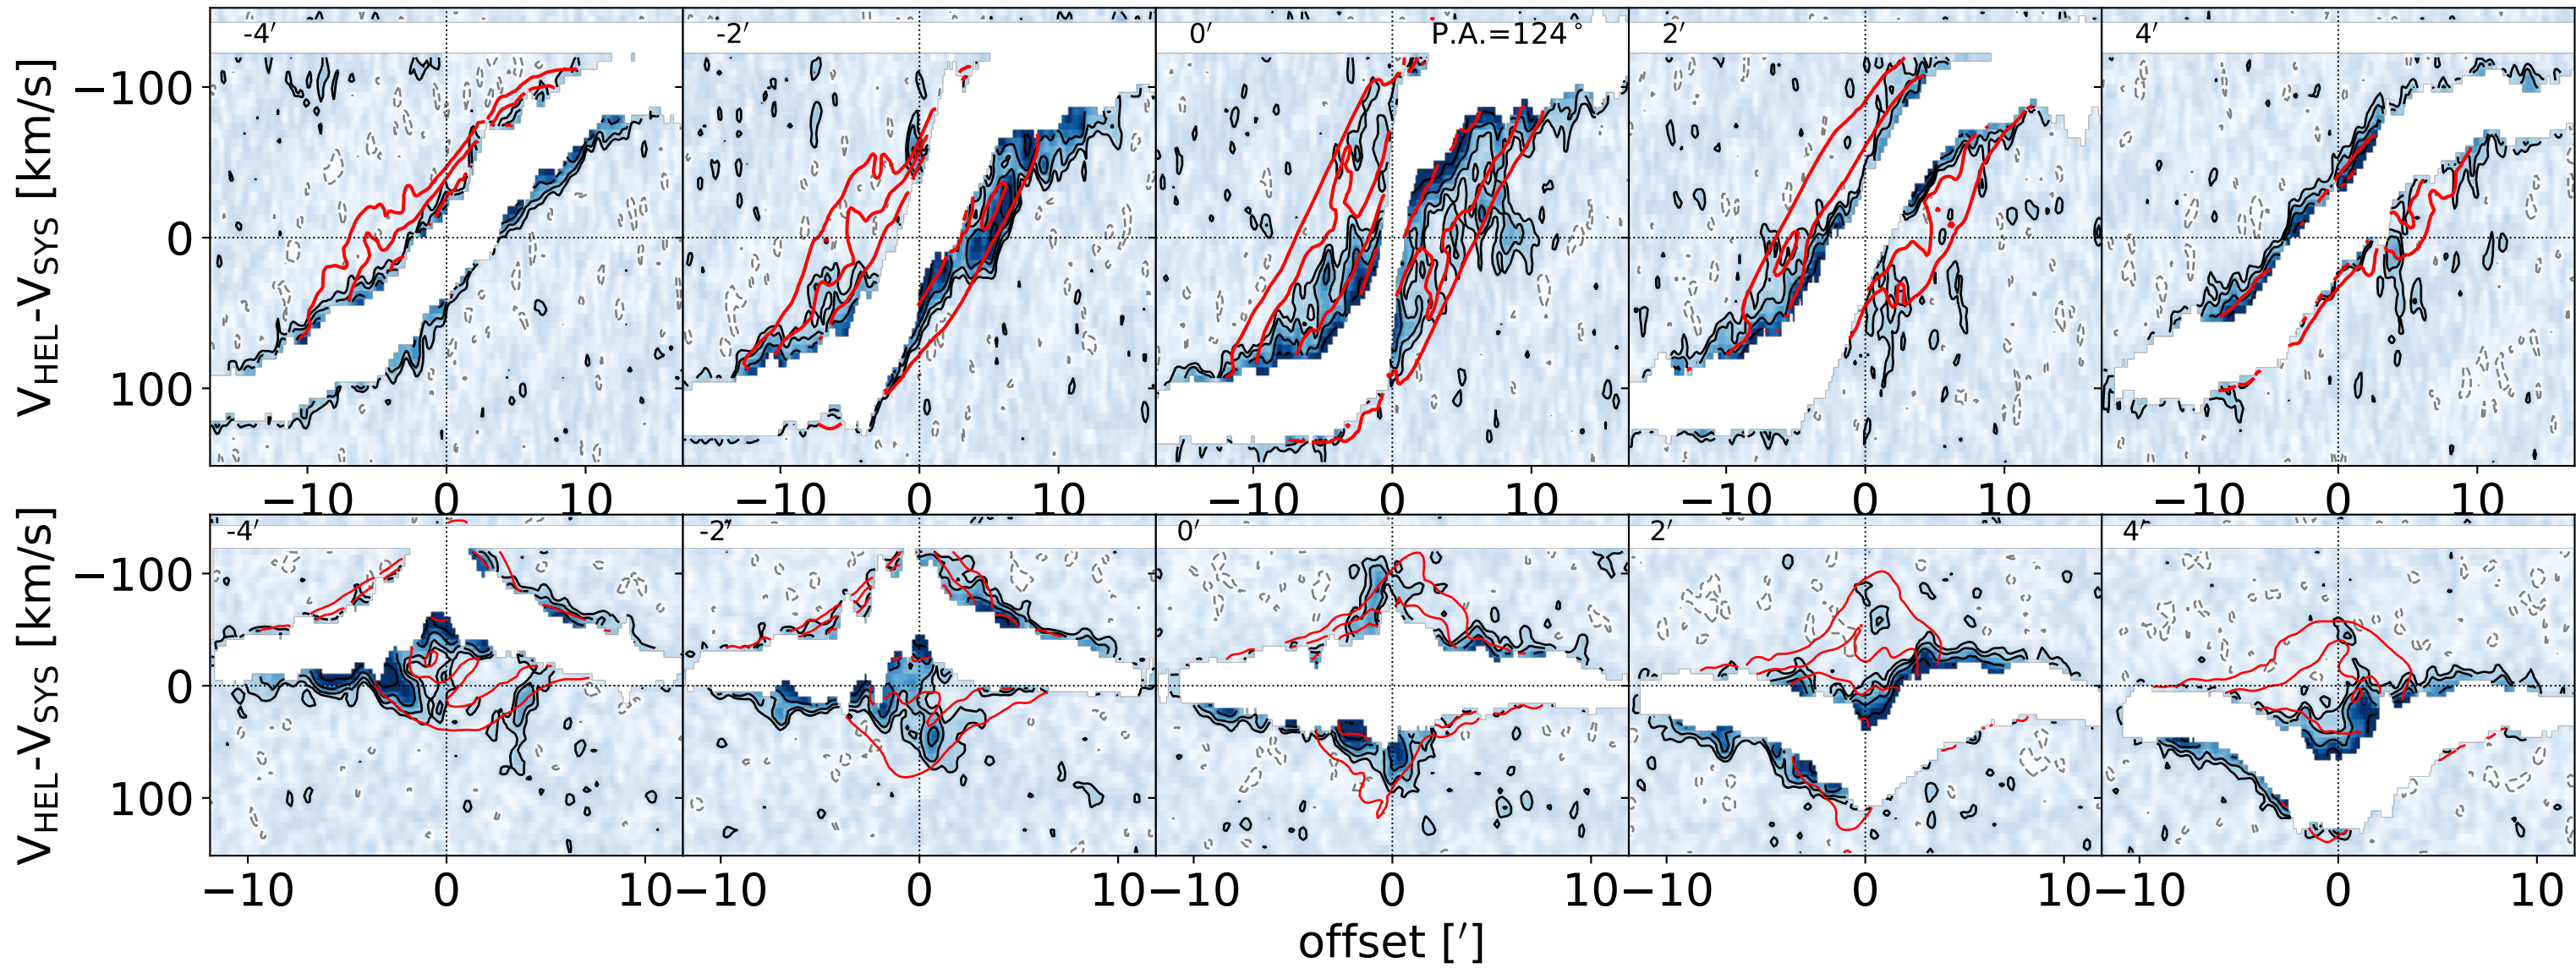 -4′ -2′ 0′ P.A.=124° 2′ 4′
V_HEL-V_SYS [km/s]
−100
0
100
−10 0 10 −10 0 10 −10 0 10 −10 0 10 −10 0 10
-4′ -2′ 0′ 2′ 4′
V_HEL-V_SYS [km/s]
−100
0
100
−10 0 10 −10 0 10 −10 0 10 −10 0 10 −10 0 10
offset [′]